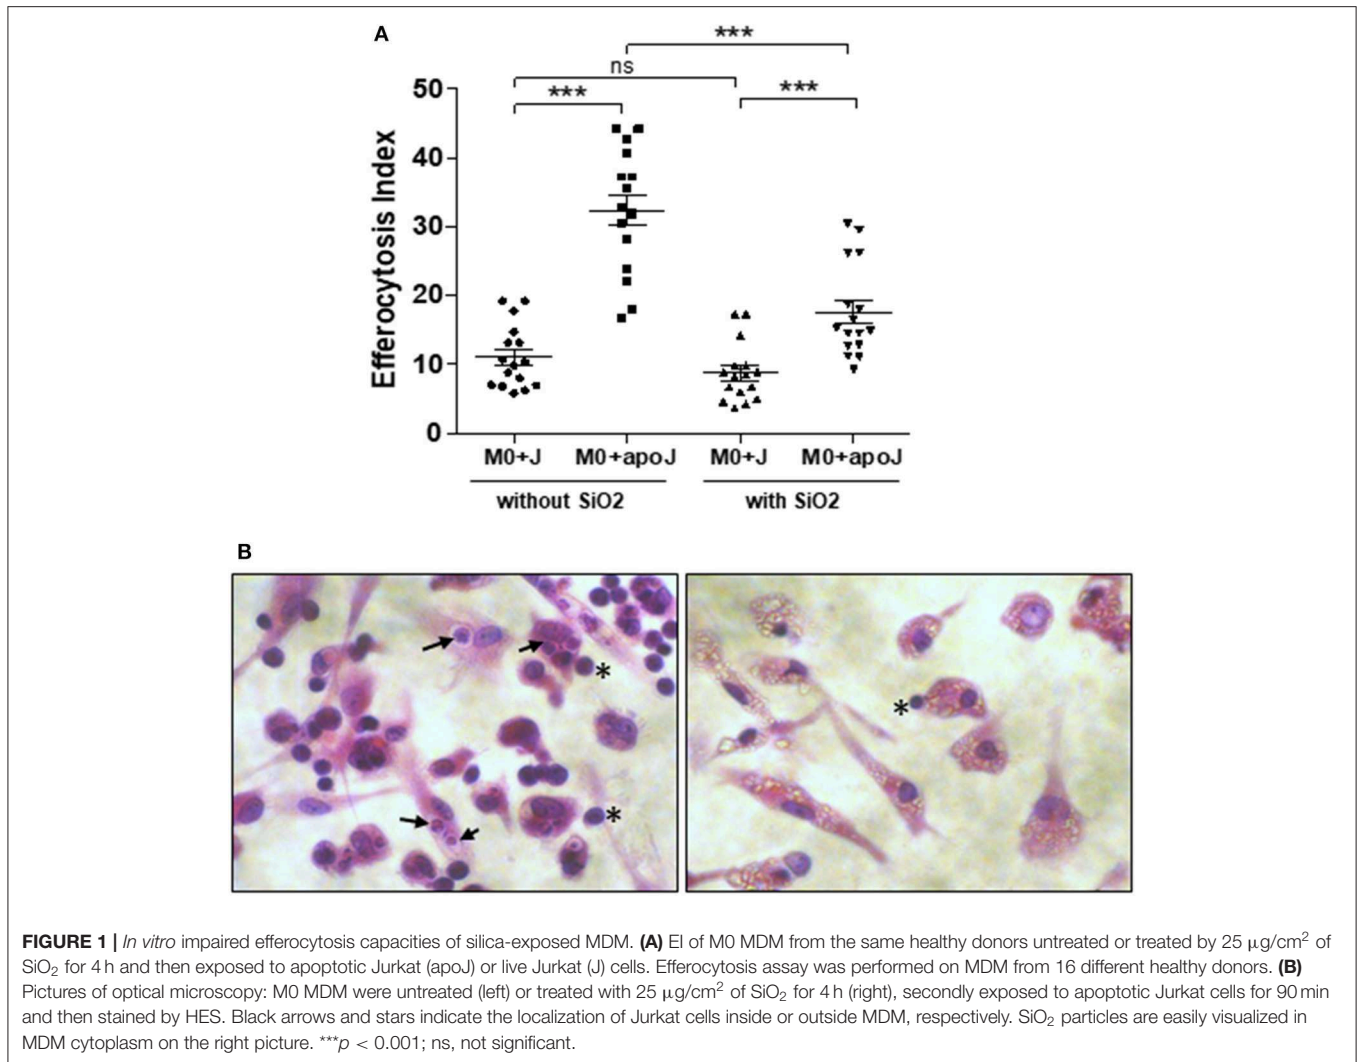 A
***
ns
*** ***
50
40
30
20
10
0
Efferocytosis Index
M0+J M0+apoJ M0+J M0+apoJ
without SiO2 with SiO2
B
*
*
*
FIGURE 1 | In vitro impaired efferocytosis capacities of silica-exposed MDM. (A) EI of M0 MDM from the same healthy donors untreated or treated by 25 μg/cm² of
SiO₂ for 4 h and then exposed to apoptotic Jurkat (apoJ) or live Jurkat (J) cells. Efferocytosis assay was performed on MDM from 16 different healthy donors. (B)
Pictures of optical microscopy: M0 MDM were untreated (left) or treated with 25 μg/cm² of SiO₂ for 4 h (right), secondly exposed to apoptotic Jurkat cells for 90 min
and then stained by HES. Black arrows and stars indicate the localization of Jurkat cells inside or outside MDM, respectively. SiO₂ particles are easily visualized in
MDM cytoplasm on the right picture. ***p < 0.001; ns, not significant.